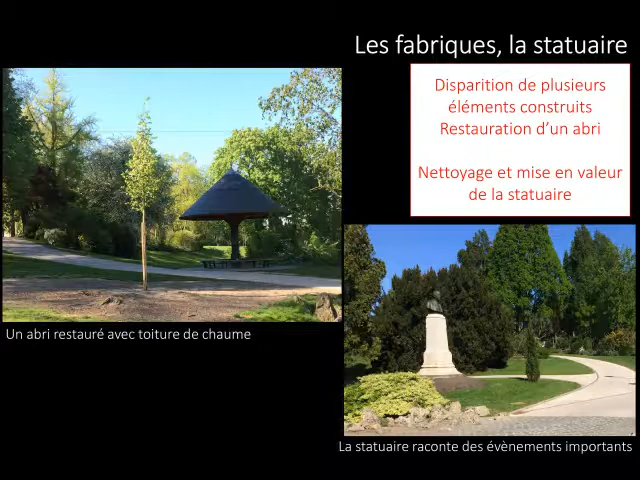 Les fabriques, la statuaire
Disparition de plusieurs
éléments construits
Restauration d’un abri
Nettoyage et mise en valeur
de la statuaire
Un abri restauré avec toiture de chaume
La statuaire raconte des évènements importants